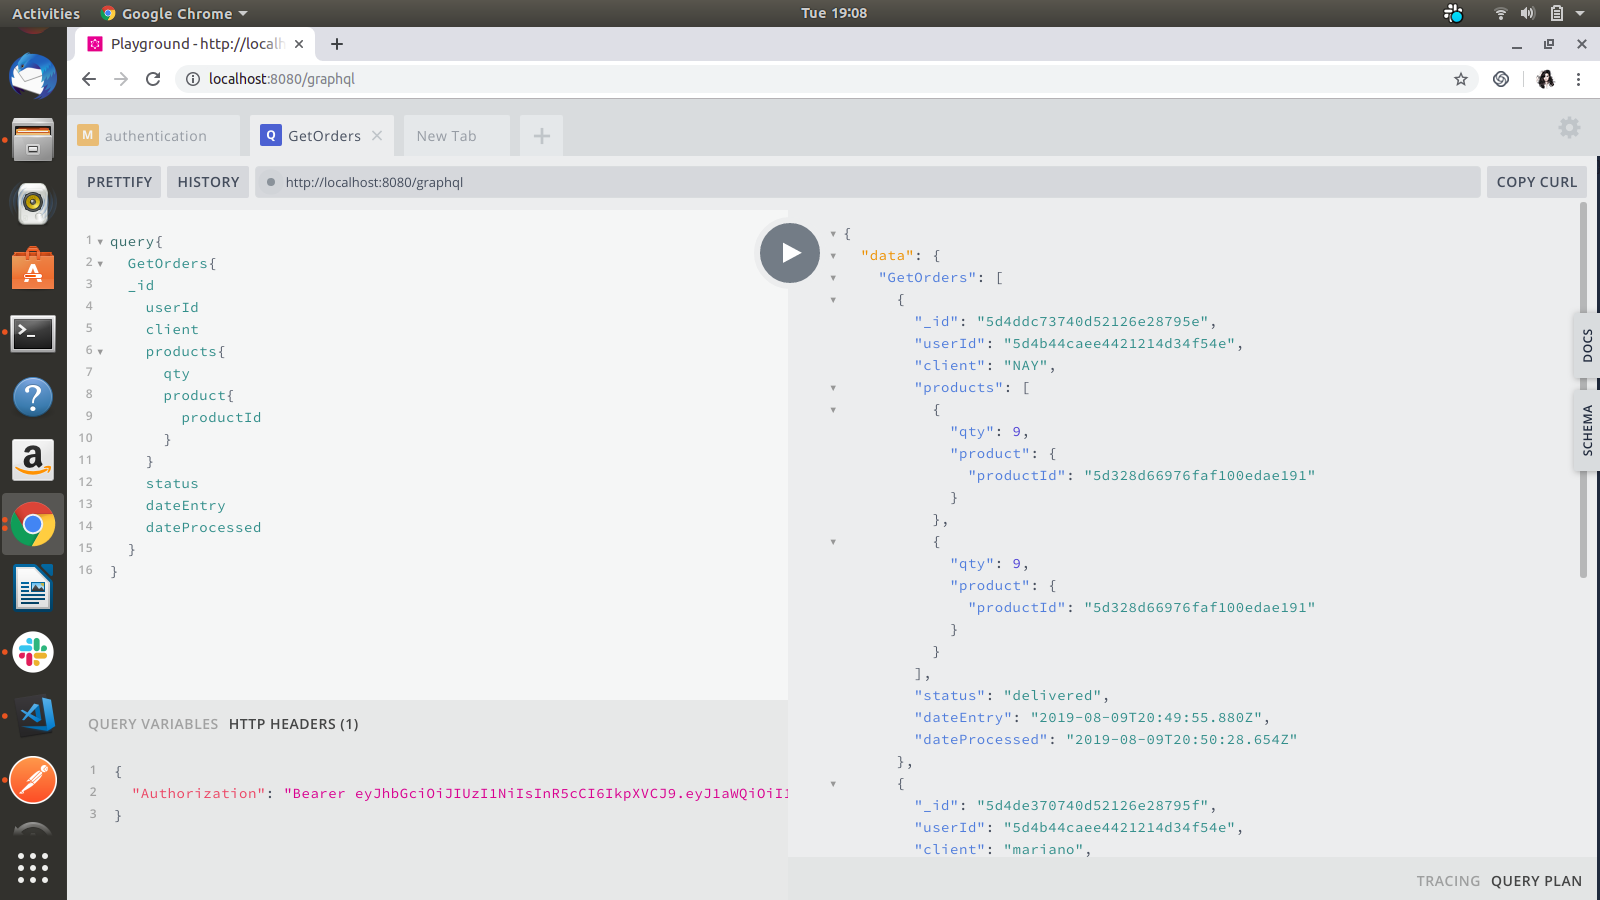 Activities Google Chrome Tue 19:08
Playground - http://localh
localhost:8080/graphql
M authentication Q GetOrders New Tab
PRETTIFY HISTORY http://localhost:8080/graphql COPY CURL
1 query{
2 GetOrders{
3 _id
4 userId
5 client
6 products{
7 qty
8 product{
9 productId
10 }
11 }
12 status
13 dateEntry
14 dateProcessed
15 }
16 }
QUERY VARIABLES HTTP HEADERS (1)
1 {
2 "Authorization": "Bearer eyJhbGciOiJIUzI1NiIsInR5cCI6IkpXVCJ9.eyJ1aWQiOiI1
3 }
{
"data": {
"GetOrders": [
{
"_id": "5d4ddc73740d52126e28795e",
"userId": "5d4b44caee4421214d34f54e",
"client": "NAY",
"products": [
{
"qty": 9,
"product": {
"productId": "5d328d66976faf100edae191"
}
},
{
"qty": 9,
"product": {
"productId": "5d328d66976faf100edae191"
}
}
],
"status": "delivered",
"dateEntry": "2019-08-09T20:49:55.880Z",
"dateProcessed": "2019-08-09T20:50:28.654Z"
},
{
"_id": "5d4de370740d52126e28795f",
"userId": "5d4b44caee4421214d34f54e",
"client": "mariano",
DOCS
SCHEMA
TRACING QUERY PLAN